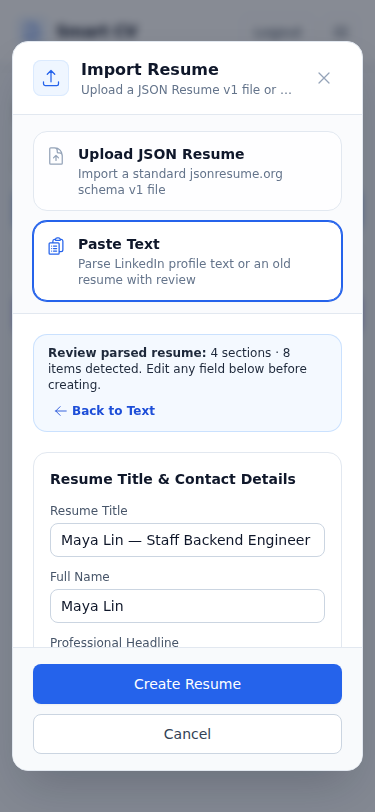 Smart CV
Logout
Import Resume
Upload a JSON Resume v1 file or ...
Upload JSON Resume
Import a standard jsonresume.org
schema v1 file
Paste Text
Parse LinkedIn profile text or an old
resume with review
Review parsed resume: 4 sections · 8
items detected. Edit any field below before
creating.
Back to Text
Resume Title & Contact Details
Resume Title
Maya Lin — Staff Backend Engineer
Full Name
Maya Lin
Professional Headline
Create Resume
Cancel